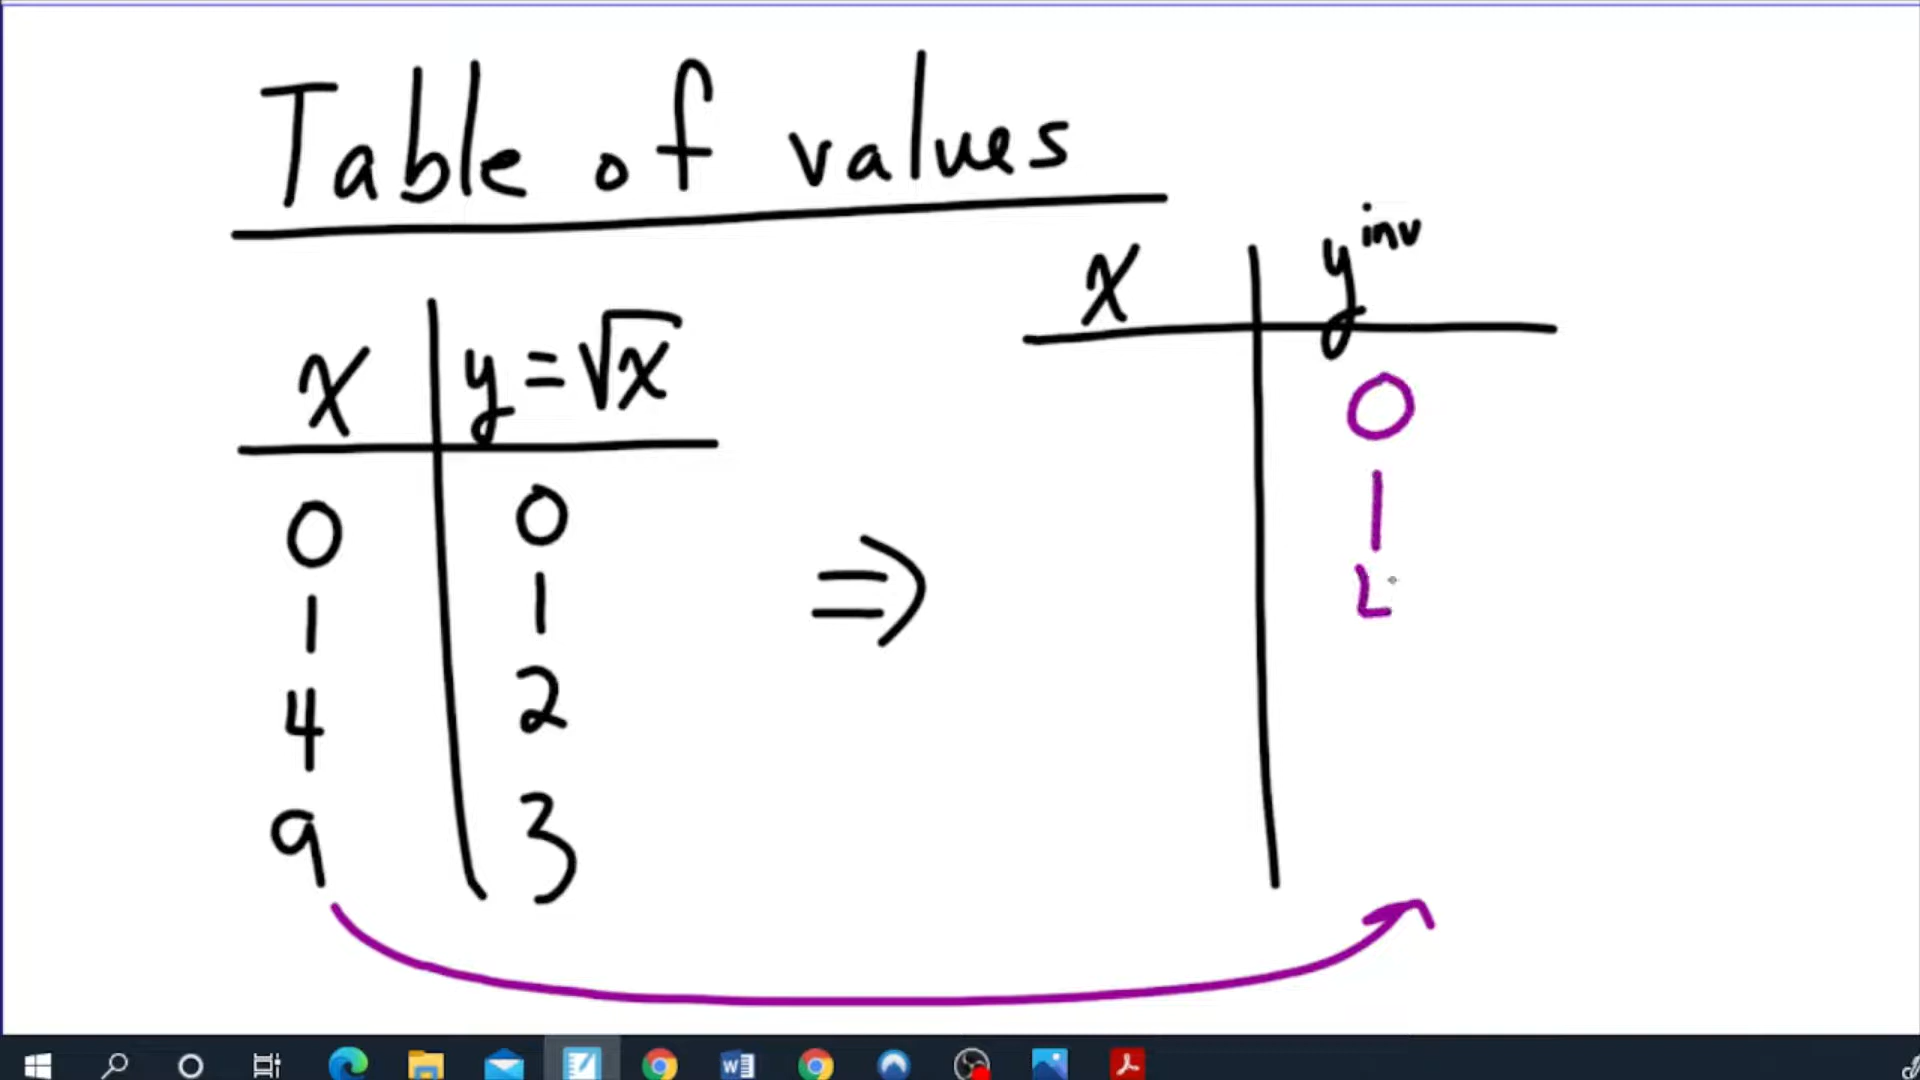 Table of values
x y = √x
0 0
1 1
4 2
9 3
⇒
x y^inv
0
1